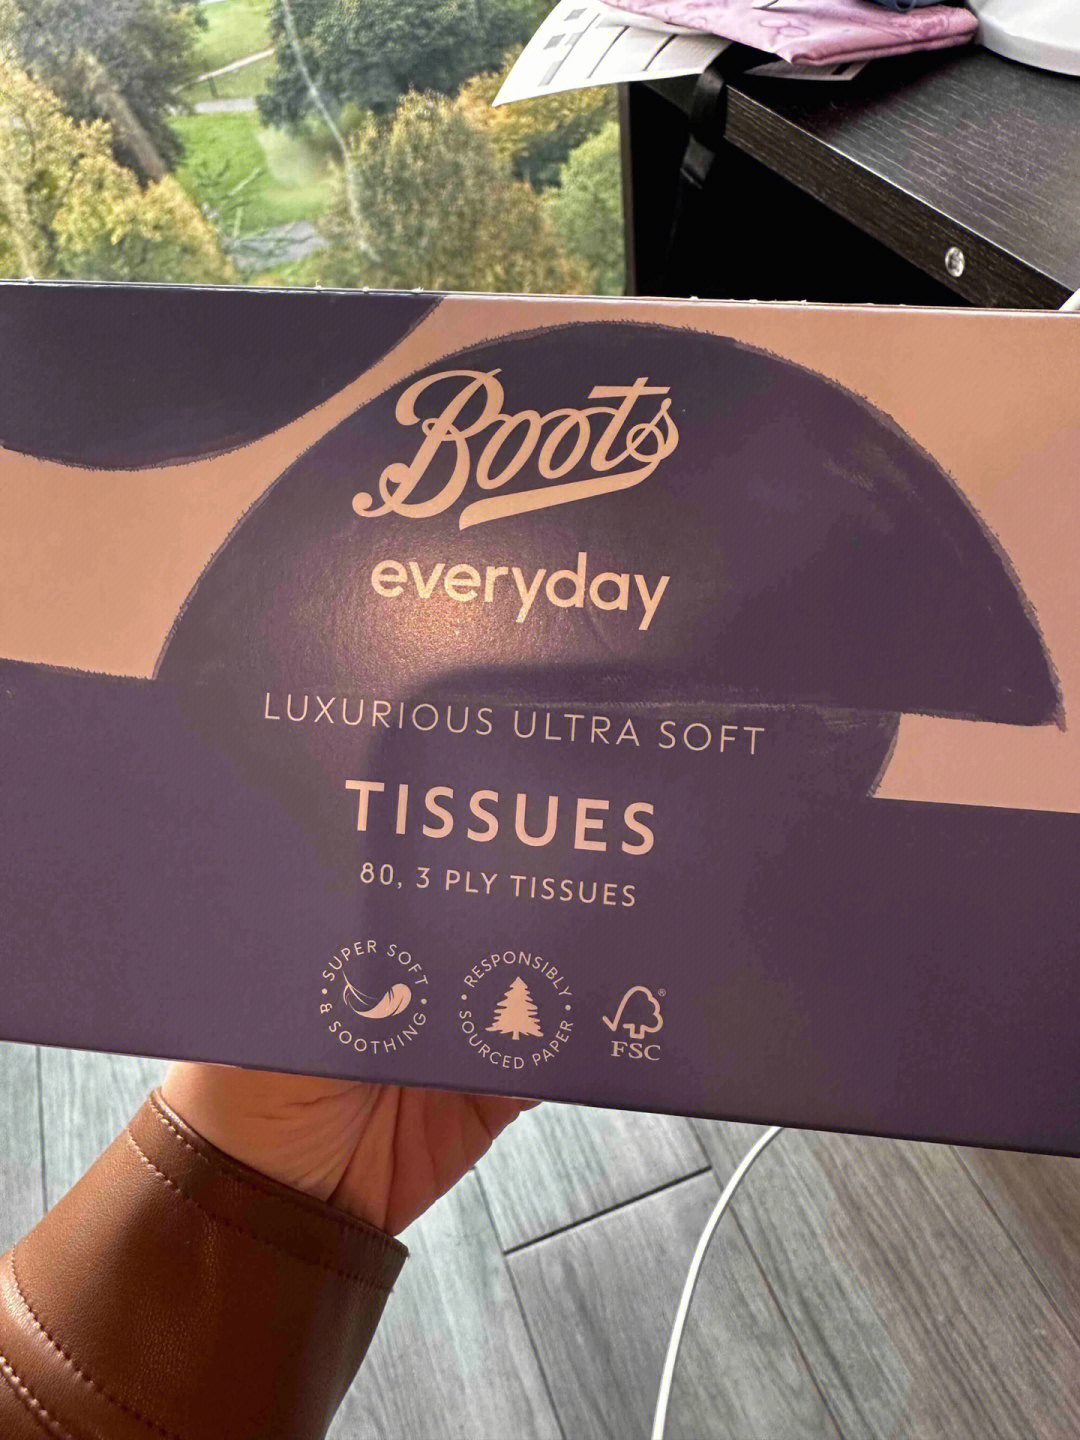 Boots
everyday
LUXURIOUS ULTRA SOFT
TISSUES
80, 3 PLY TISSUES
SUPER SOFT & SOOTHING
RESPONSIBLY SOURCED PAPER
FSC®